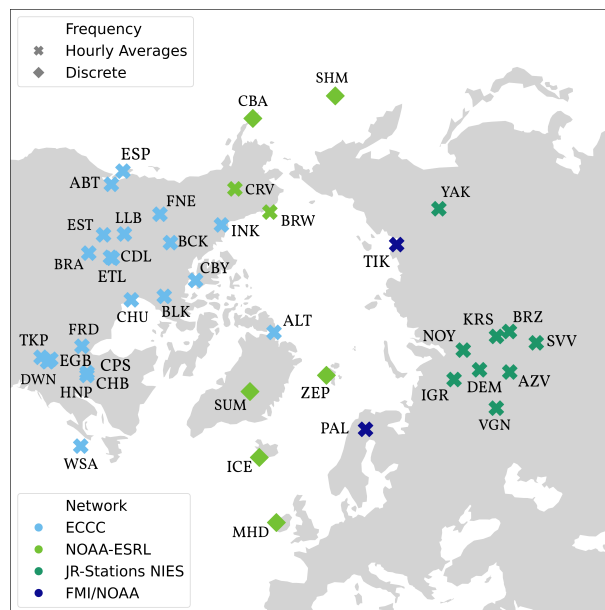 Frequency
Hourly Averages
Discrete
SHM
CBA
ESP
ABT
YAK
FNE
CRV
EST
LLB
BRW
INK
BCK
BRA
CDL
TIK
ETL
CBY
CHU
BLK
ALT
KRS
BRZ
FRD
TKP
NOY
SVV
EGB
CPS
DWN
CHB
HNP
ZEP
IGR
DEM
AZV
SUM
PAL
VGN
WSA
ICE
MHD
Network
ECCC
NOAA-ESRL
JR-Stations NIES
FMI/NOAA